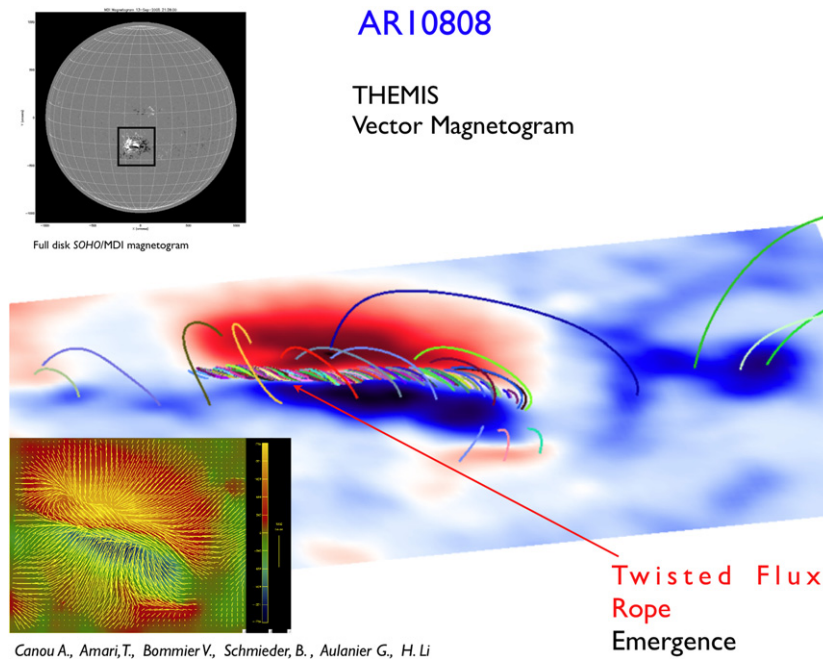 AR10808
THEMIS
Vector Magnetogram
Full disk SOHO/MDI magnetogram
Twisted Flux
Rope
Emergence
Canou A., Amari,T., Bommier V., Schmieder, B. , Aulanier G., H. Li